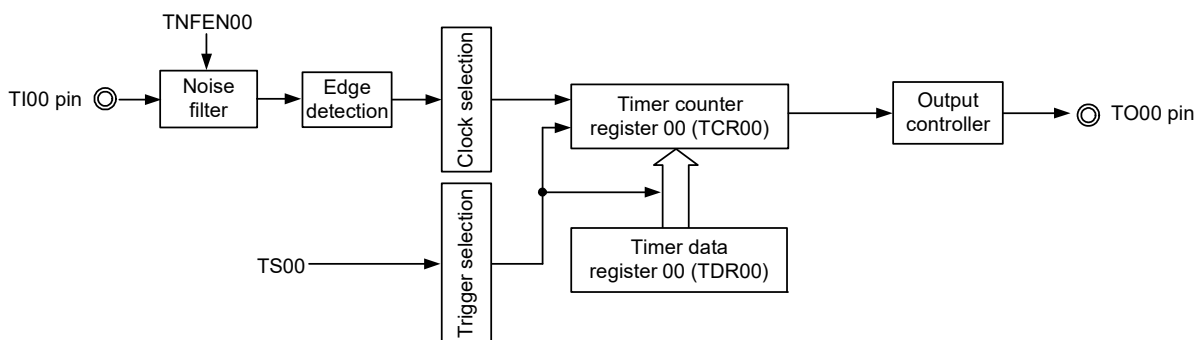 TNFEN00
TI00 pin
Noise
filter
Edge
detection
Clock selection
Timer counter
register 00 (TCR00)
Output
controller
TO00 pin
TS00
Trigger selection
Timer data
register 00 (TDR00)